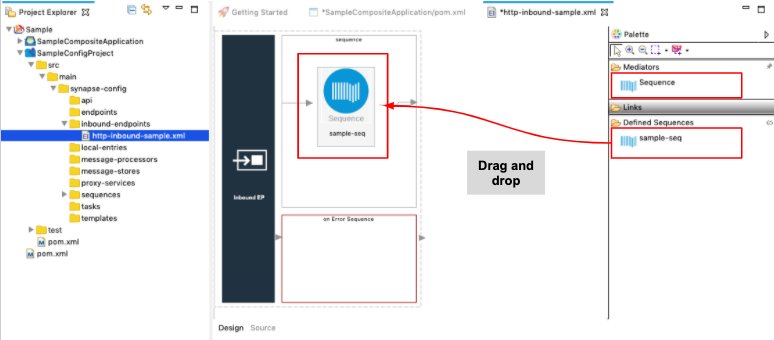 Project Explorer
Sample
SampleCompositeApplication
SampleConfigProject
src
main
synapse-config
api
endpoints
inbound-endpoints
http-inbound-sample.xml
local-entries
message-processors
message-stores
proxy-services
sequences
tasks
templates
test
pom.xml
pom.xml
Getting Started
*SampleCompositeApplication/pom.xml
*http-inbound-sample.xml
sequence
Sequence
sample-seq
Inbound EP
on Error Sequence
Drag and
drop
Palette
Mediators
Sequence
Links
Defined Sequences
sample-seq
Design
Source